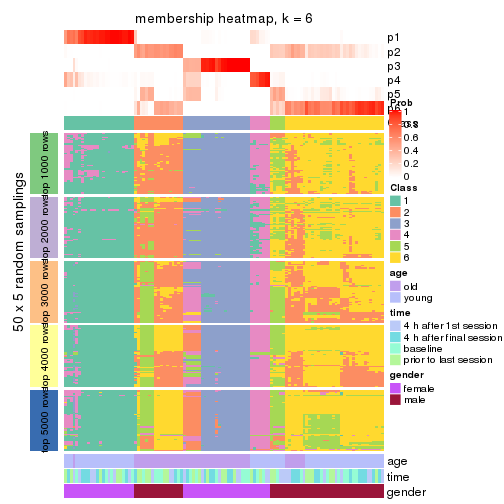 membership heatmap, k = 6
p1
p2
p3
p4
p5
p6
Prob
1
0.8
0.6
0.4
0.2
0
Class
1
2
3
4
5
6
age
old
young
time
4 h after 1st session
4 h after final session
baseline
prior to last session
gender
female
male
50 x 5 random samplings
top 1000 rows
top 2000 rows
top 3000 rows
top 4000 rows
top 5000 rows
age
time
gender